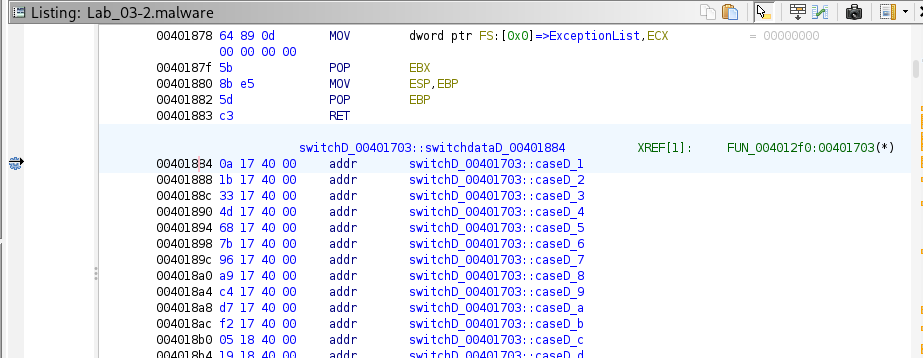 Listing: Lab_03-2.malware
00401878 64 89 0d MOV dword ptr FS:[0x0]=>ExceptionList,ECX = 00000000
00 00 00 00
0040187f 5b POP EBX
00401880 8b e5 MOV ESP,EBP
00401882 5d POP EBP
00401883 c3 RET
switchD_00401703::switchdataD_00401884 XREF[1]: FUN_004012f0:00401703(*)
00401884 0a 17 40 00 addr switchD_00401703::caseD_1
00401888 1b 17 40 00 addr switchD_00401703::caseD_2
0040188c 33 17 40 00 addr switchD_00401703::caseD_3
00401890 4d 17 40 00 addr switchD_00401703::caseD_4
00401894 68 17 40 00 addr switchD_00401703::caseD_5
00401898 7b 17 40 00 addr switchD_00401703::caseD_6
0040189c 96 17 40 00 addr switchD_00401703::caseD_7
004018a0 a9 17 40 00 addr switchD_00401703::caseD_8
004018a4 c4 17 40 00 addr switchD_00401703::caseD_9
004018a8 d7 17 40 00 addr switchD_00401703::caseD_a
004018ac f2 17 40 00 addr switchD_00401703::caseD_b
004018b0 05 18 40 00 addr switchD_00401703::caseD_c
004018b4 19 18 40 00 addr switchD_00401703::caseD_d